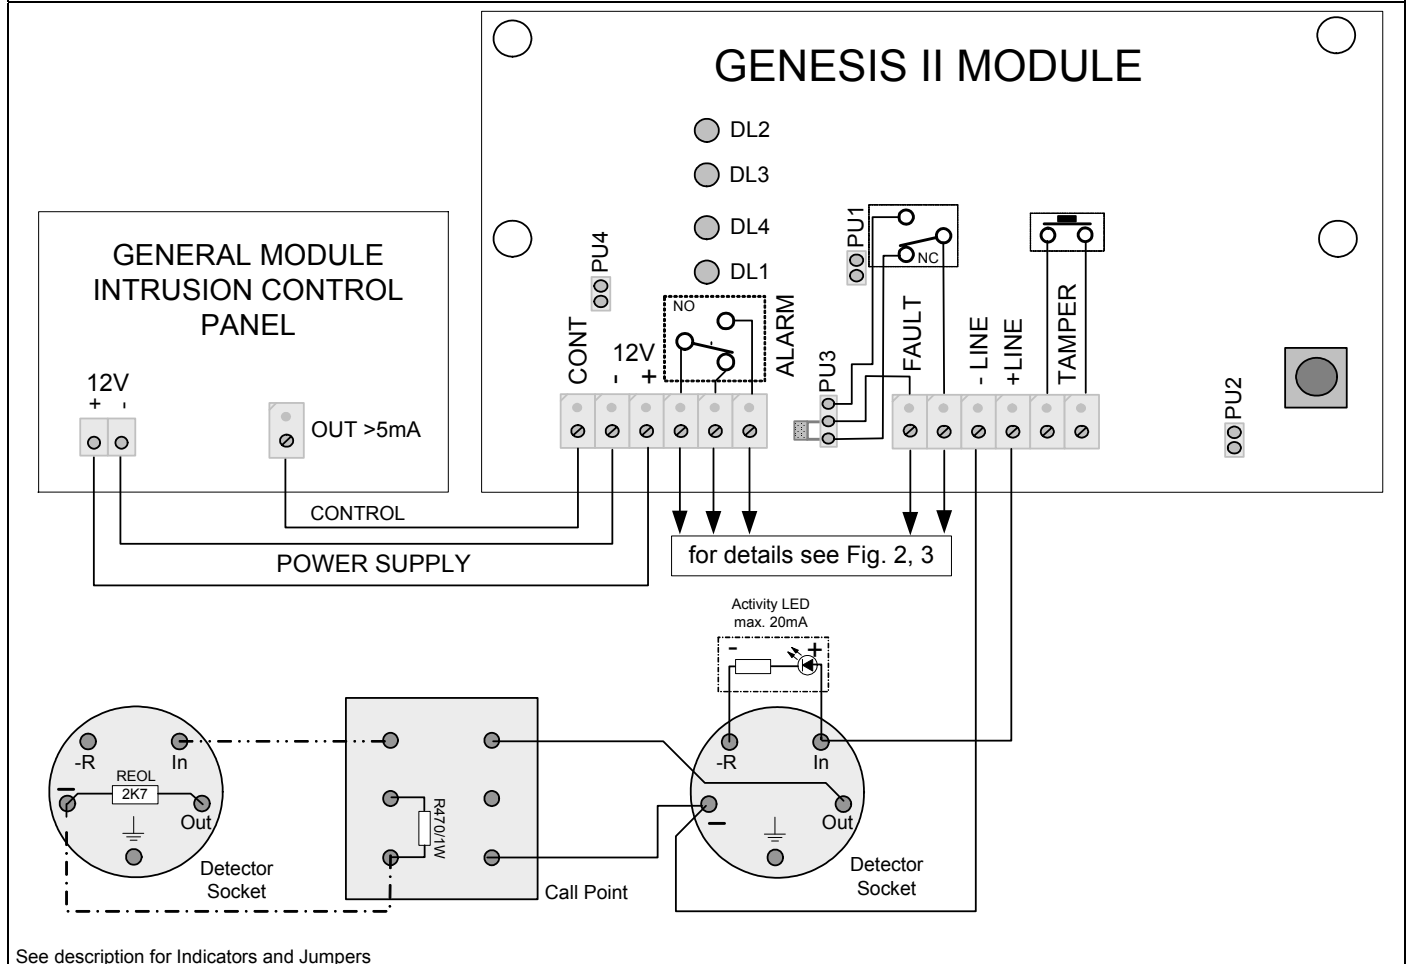 GENESIS II MODULE
DL2
DL3
DL4
DL1
PU4
PU1
NC
NO
CONT
12V
- +
ALARM
PU3
FAULT
- LINE
+LINE
TAMPER
PU2
GENERAL MODULE
INTRUSION CONTROL
PANEL
12V
+ -
OUT >5mA
CONTROL
POWER SUPPLY
for details see Fig. 2, 3
Activity LED
max. 20mA
- +
-R
In
REOL
2K7
–
Out
Detector
Socket
R470/1W
Call Point
-R
In
–
Out
Detector
Socket
See description for Indicators and Jumpers